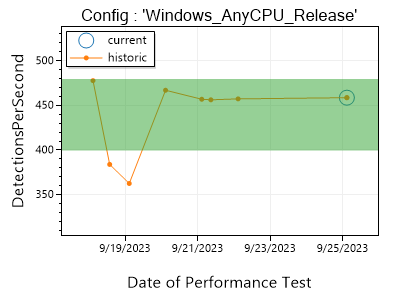 Config : 'Windows_AnyCPU_Release'
current
historic
DetectionsPerSecond
500
450
400
350
9/19/2023
9/21/2023
9/23/2023
9/25/2023
Date of Performance Test